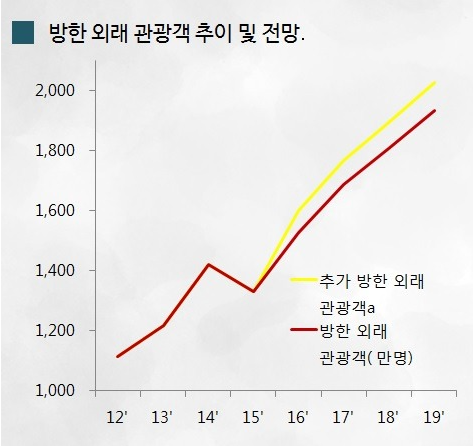 방한 외래 관광객 추이 및 전망.
2,000
1,800
1,600
1,400
1,200
1,000
추가 방한 외래
관광객a
방한 외래
관광객( 만명)
12' 13' 14' 15' 16' 17' 18' 19'